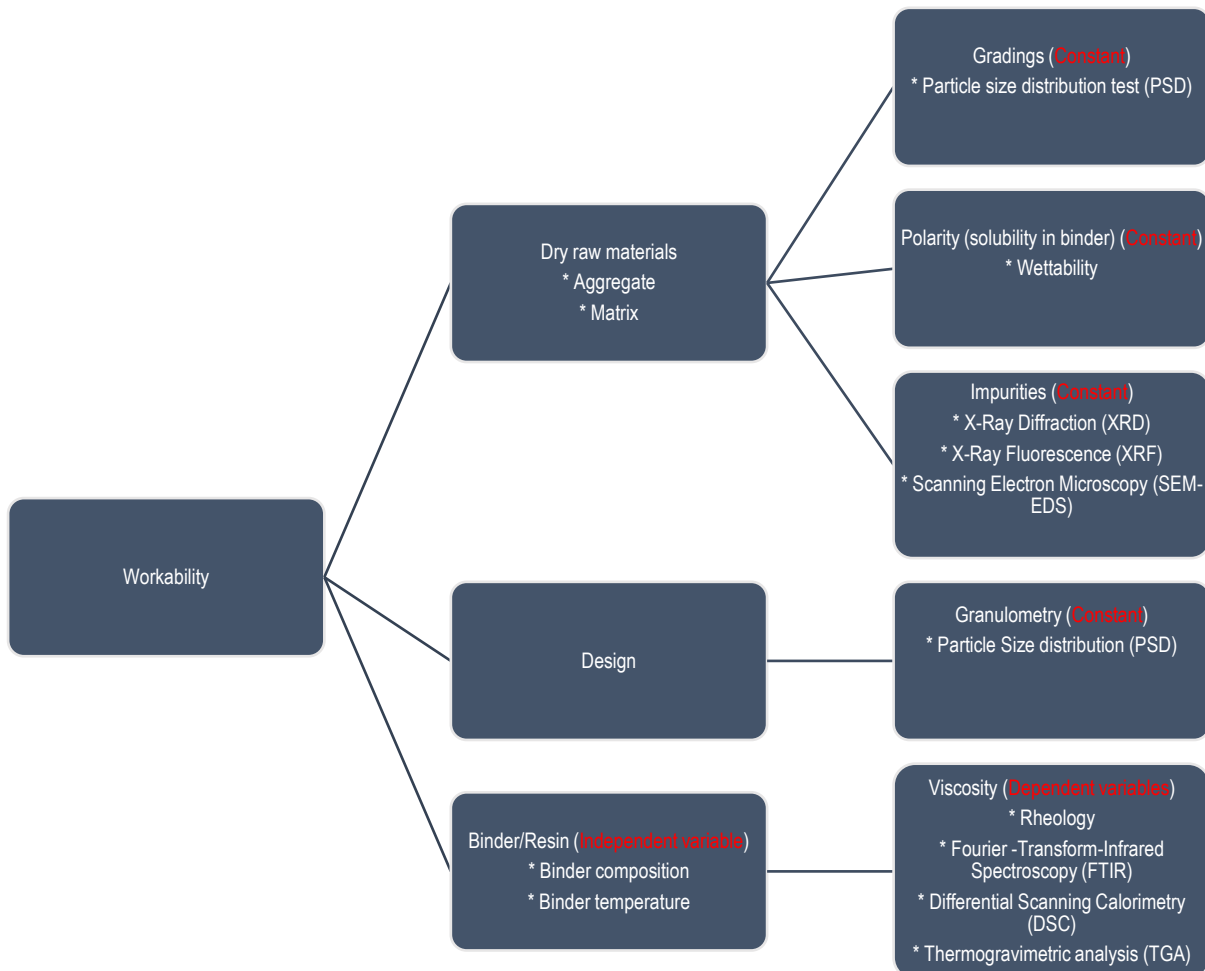 Workability
Dry raw materials
* Aggregate
* Matrix
Design
Binder/Resin (Independent variable)
* Binder composition
* Binder temperature
Gradings (Constant)
* Particle size distribution test (PSD)
Polarity (solubility in binder) (Constant)
* Wettability
Impurities (Constant)
* X-Ray Diffraction (XRD)
* X-Ray Fluorescence (XRF)
* Scanning Electron Microscopy (SEM-
EDS)
Granulometry (Constant)
* Particle Size distribution (PSD)
Viscosity (Dependent variables)
* Rheology
* Fourier -Transform-Infrared
Spectroscopy (FTIR)
* Differential Scanning Calorimetry
(DSC)
* Thermogravimetric analysis (TGA)